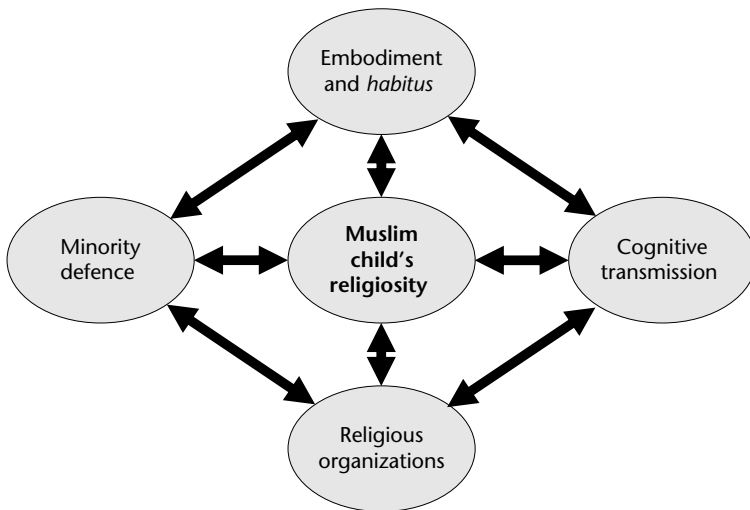 Embodiment
and habitus
Minority
defence
Muslim
child's
religiosity
Cognitive
transmission
Religious
organizations